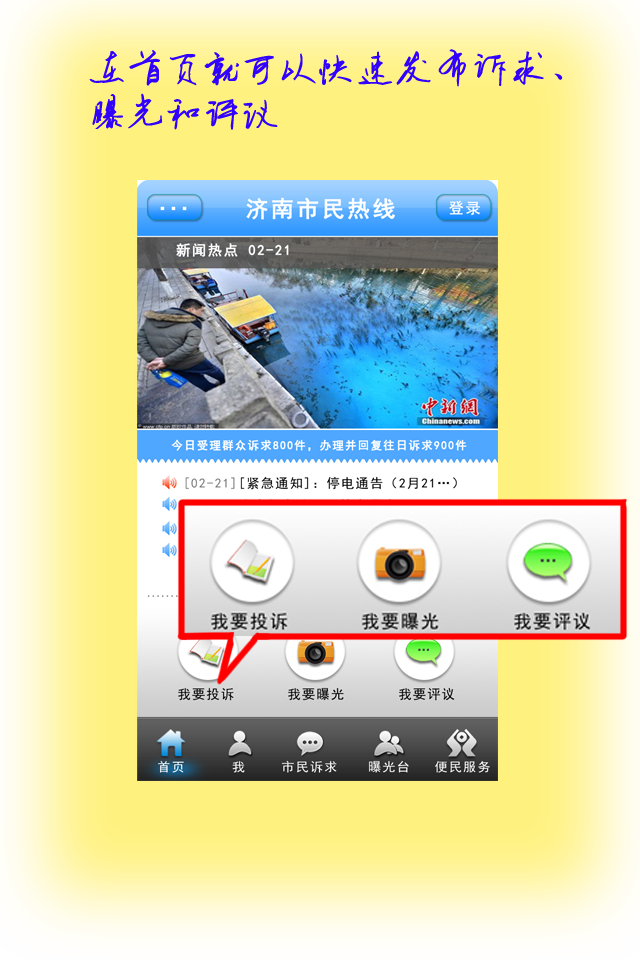 在首页就可以快速发布诉求、
曝光和评议
济南市民热线
登录
新闻热点 02-21
中新網
Chinanews.com
今日受理群众诉求800件，办理并回复往日诉求900件
[02-21][紧急通知]：停电通告（2月21…）
我要投诉 我要曝光 我要评议
我要投诉 我要曝光 我要评议
首页 我 市民诉求 曝光台 便民服务